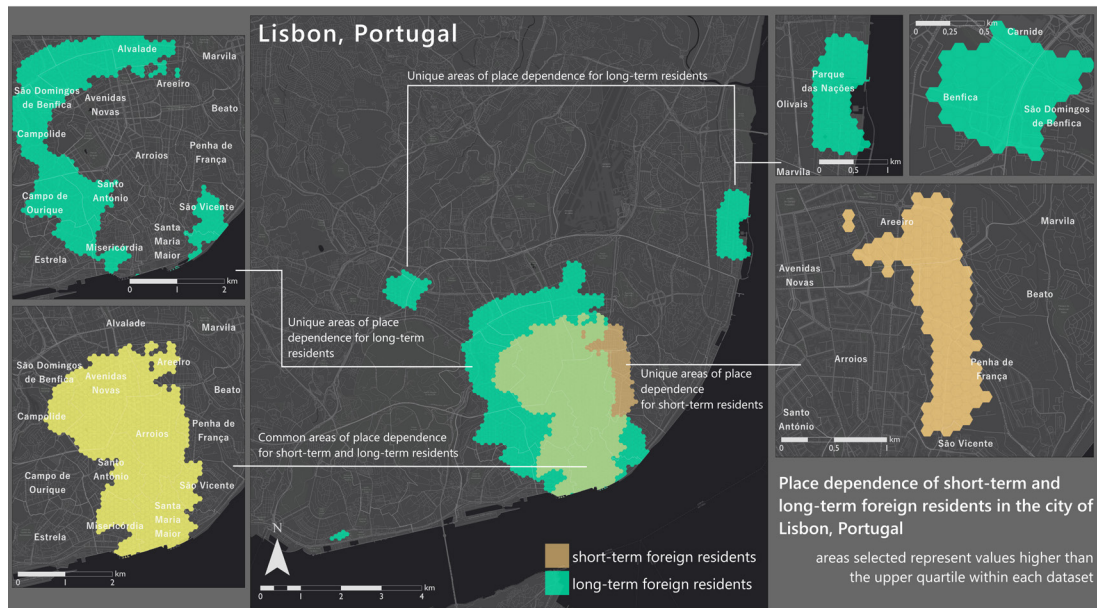 Alvalade
Marvila
São Domingos
de Benfica
Areeiro
Avenidas
Novas
Beato
Campolide
Arroios
Penha de
França
Campo de
Ourique
Santo
António
São Vicente
Santa
Maria
Maior
Misericórdia
Estrela
0 1 2 km
Alvalade
Marvila
São Domingos
de Benfica
Areeiro
Avenidas
Novas
Beato
Campolide
Arroios
Penha de
França
Santo
António
Campo de
Ourique
São Vicente
Santa
Maria
Maior
Misericórdia
Estrela
0 1 2 km
Lisbon, Portugal
Unique areas of place dependence for long-term residents
Unique areas of place
dependence for long-term
residents
Unique areas of place
dependence
for short-term residents
Common areas of place dependence
for short-term and long-term residents
N
0 1 2 3 4 km
short-term foreign residents
long-term foreign residents
Parque
das Nações
Olivais
Marvila
0 0,5 1 km
0 0,25 0,5 km
Carnide
Benfica
São Domingos
de Benfica
Areeiro
Marvila
Avenidas
Novas
Beato
Arroios
Penha de
França
Santo
António
0 0,5 1 km
São Vicente
Place dependence of short-term and
long-term foreign residents in the city of
Lisbon, Portugal
areas selected represent values higher than
the upper quartile within each dataset